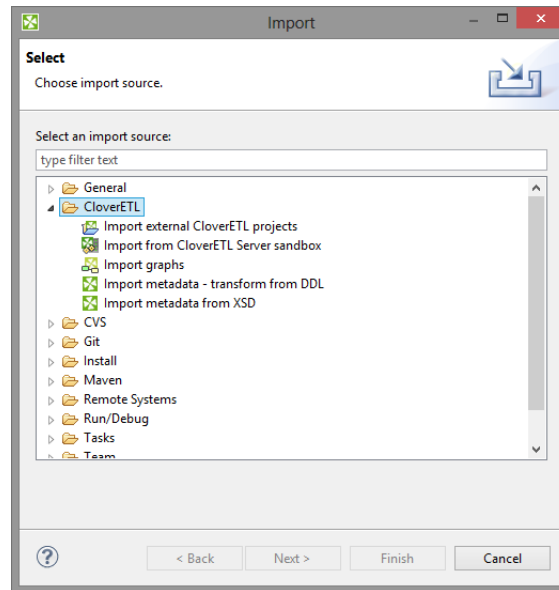 Import
Select
Choose import source.
Select an import source:
type filter text
General
CloverETL
Import external CloverETL projects
Import from CloverETL Server sandbox
Import graphs
Import metadata - transform from DDL
Import metadata from XSD
CVS
Git
Install
Maven
Remote Systems
Run/Debug
Tasks
Team
?
< Back
Next >
Finish
Cancel